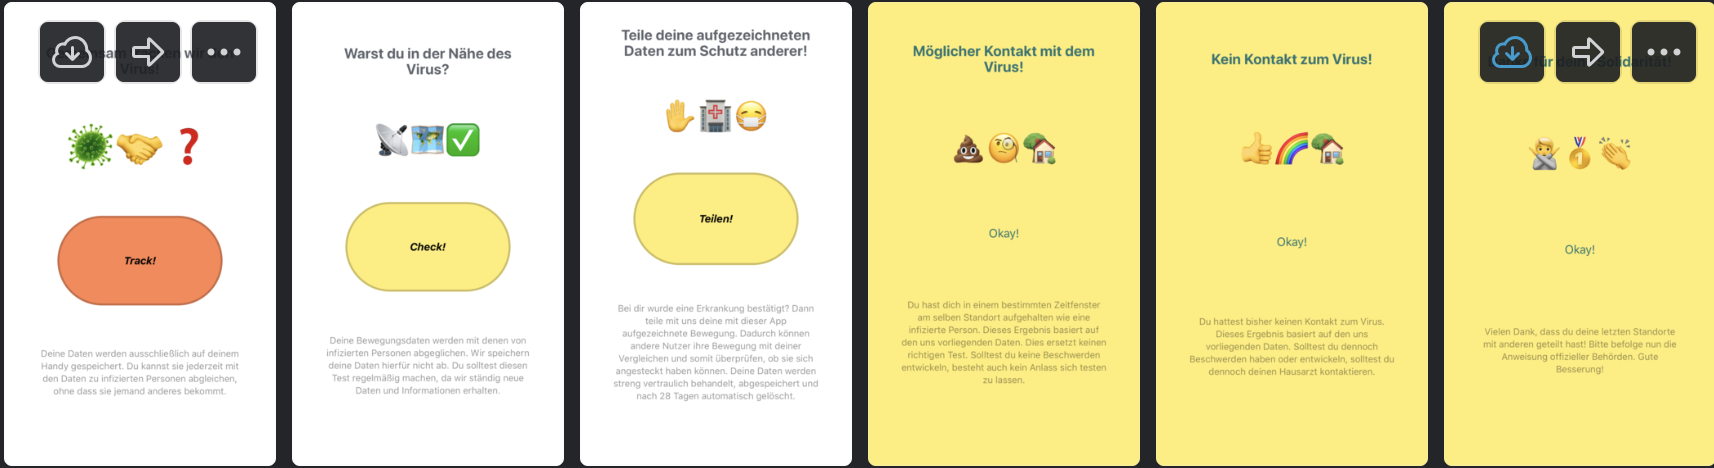 Virus!
Track!
Deine Daten werden ausschließlich auf deinem
Handy gespeichert. Du kannst sie jederzeit mit
den Daten zu infizierten Personen abgleichen,
ohne dass sie jemand anderes bekommt.
Warst du in der Nähe des
Virus?
Check!
Deine Bewegungsdaten werden mit denen von
infizierten Personen abgeglichen. Wir speichern
deine Daten hierfür nicht ab. Du solltest diesen
Test regelmäßig machen, da wir ständig neue
Daten und Informationen erhalten.
Teile deine aufgezeichneten
Daten zum Schutz anderer!
Teilen!
Bei dir wurde eine Erkrankung bestätigt? Dann
teile mit uns deine mit dieser App
aufgezeichnete Bewegung. Dadurch können
andere Nutzer ihre Bewegung mit deiner
Vergleichen und somit überprüfen, ob sie sich
angesteckt haben können. Deine Daten werden
streng vertraulich behandelt, abgespeichert und
nach 28 Tagen automatisch gelöscht.
Möglicher Kontakt mit dem
Virus!
Okay!
Du hast dich in einem bestimmten Zeitfenster
am selben Standort aufgehalten wie eine
infizierte Person. Dieses Ergebnis basiert auf
den uns vorliegenden Daten. Dies ersetzt keinen
richtigen Test. Solltest du keine Beschwerden
entwickeln, besteht auch kein Anlass sich testen
zu lassen.
Kein Kontakt zum Virus!
Okay!
Du hattest bisher keinen Kontakt zum Virus.
Dieses Ergebnis basiert auf den uns
vorliegenden Daten. Solltest du dennoch
Beschwerden haben oder entwickeln, solltest du
dennoch deinen Hausarzt kontaktieren.
für deine Solidarität!
Okay!
Vielen Dank, dass du deine letzten Standorte
mit anderen geteilt hast! Bitte befolge nun die
Anweisung offizieller Behörden. Gute
Besserung!